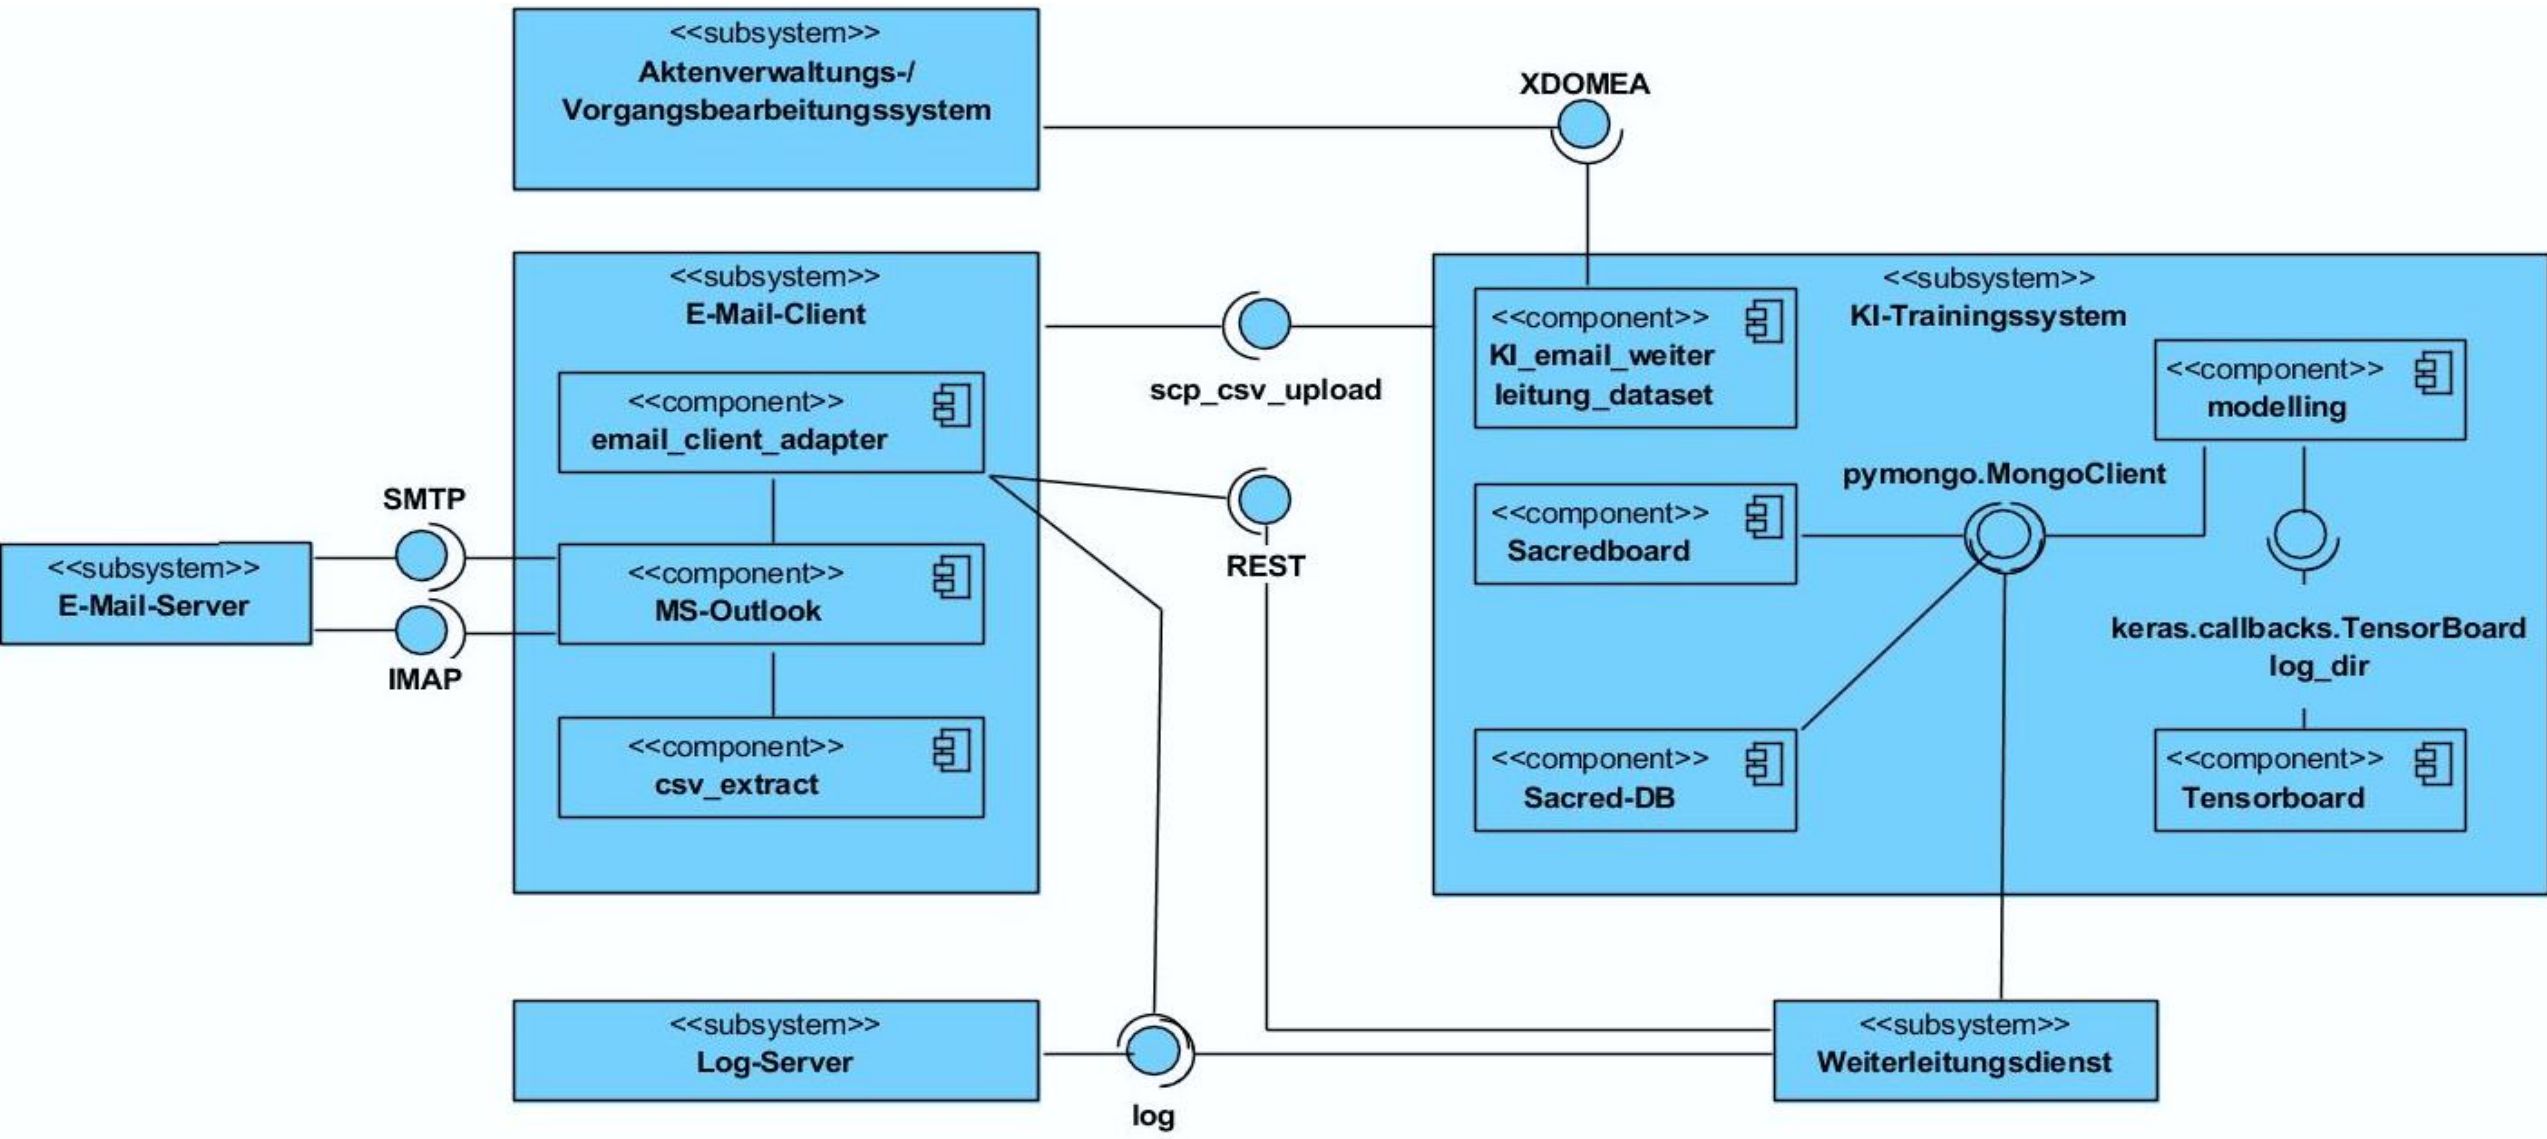 <<subsystem>>
Aktenverwaltungs-/
Vorgangsbearbeitungssystem
XDOMEA
<<subsystem>>
E-Mail-Client
<<component>>
email_client_adapter
<<component>>
MS-Outlook
<<component>>
csv_extract
SMTP
<<subsystem>>
E-Mail-Server
IMAP
scp_csv_upload
REST
<<subsystem>>
KI-Trainingssystem
<<component>>
KI_email_weiter
leitung_dataset
<<component>>
modelling
pymongo.MongoClient
<<component>>
Sacredboard
keras.callbacks.TensorBoard
log_dir
<<component>>
Sacred-DB
<<component>>
Tensorboard
<<subsystem>>
Log-Server
log
<<subsystem>>
Weiterleitungsdienst